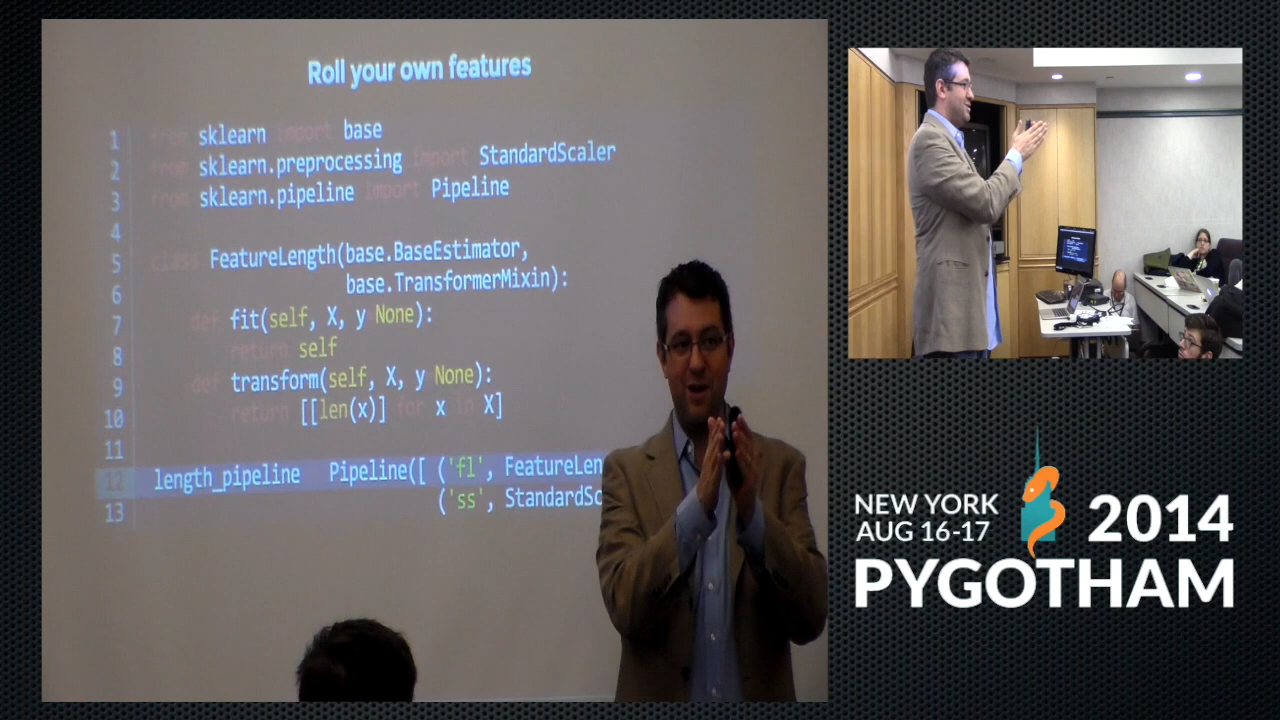 Roll your own features
1 from sklearn import base
2 from sklearn.preprocessing import StandardScaler
3 from sklearn.pipeline import Pipeline
4
5 class FeatureLength(base.BaseEstimator,
6 base.TransformerMixin):
7 def fit(self, X, y None):
8 return self
9 def transform(self, X, y None):
10 return [[len(x)] for x in X]
11
12 length_pipeline Pipeline([ ('fl', FeatureLen
13 ('ss', StandardSc
NEW YORK
AUG 16-17
2014
PYGOTHAM